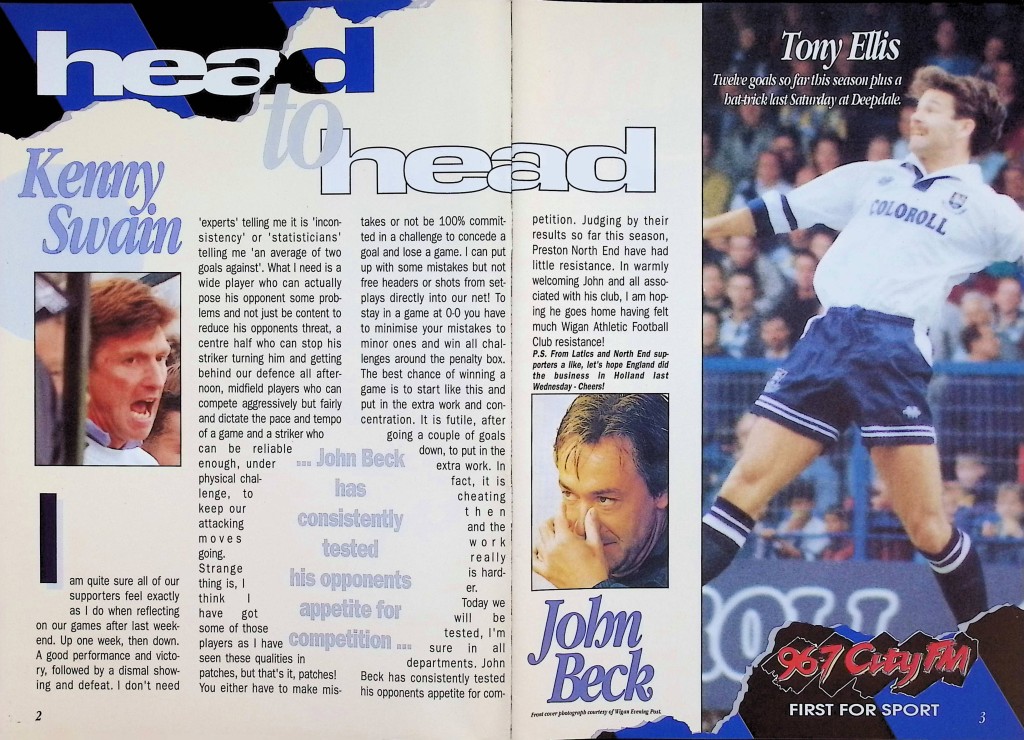 head
to
head
Kenny
Swain
I
am quite sure all of our
supporters feel exactly
as I do when reflecting
on our games after last week-
end. Up one week, then down.
A good performance and victo-
ry, followed by a dismal show-
ing and defeat. I don't need
2
'experts' telling me it is 'incon-
sistency' or 'statisticians'
telling me 'an average of two
goals against'. What I need is a
wide player who can actually
pose his opponent some prob-
lems and not just be content to
reduce his opponents threat, a
centre half who can stop his
striker turning him and getting
behind our defence all after-
noon, midfield players who can
compete aggressively but fairly
and dictate the pace and tempo
of a game and a striker who
can be reliable
enough, under
physical chal-
lenge, to
keep our
attacking
moves
going.
Strange
thing is, I
think I
have got
some of those
players as I have
seen these qualities in
patches, but that's it, patches!
You either have to make mis-
... John Beck
has
consistently
tested
his opponents
appetite for
competition ...
takes or not be 100% commit-
ted in a challenge to concede a
goal and lose a game. I can put
up with some mistakes but not
free headers or shots from set-
plays directly into our net! To
stay in a game at 0-0 you have
to minimise your mistakes to
minor ones and win all chal-
lenges around the penalty box.
The best chance of winning a
game is to start like this and
put in the extra work and con-
centration. It is futile, after
going a couple of goals
down, to put in the
extra work. In
fact, it is
cheating
then
and the
work
really
is hard-
er.
Today we
will be
tested, I'm
sure in all
departments. John
Beck has consistently tested
his opponents appetite for com-
petition. Judging by their
results so far this season,
Preston North End have had
little resistance. In warmly
welcoming John and all asso-
ciated with his club, I am hop-
ing he goes home having felt
much Wigan Athletic Football
Club resistance!
P.S. From Latics and North End sup-
porters a like, let's hope England did
the business in Holland last
Wednesday - Cheers!
John
Beck
Front cover photograph courtesy of Wigan Evening Post.
Tony Ellis
Twelve goals so far this season plus a
hat-trick last Saturday at Deepdale.
COLOROLL
OLL
96.7 City FM
FIRST FOR SPORT
3